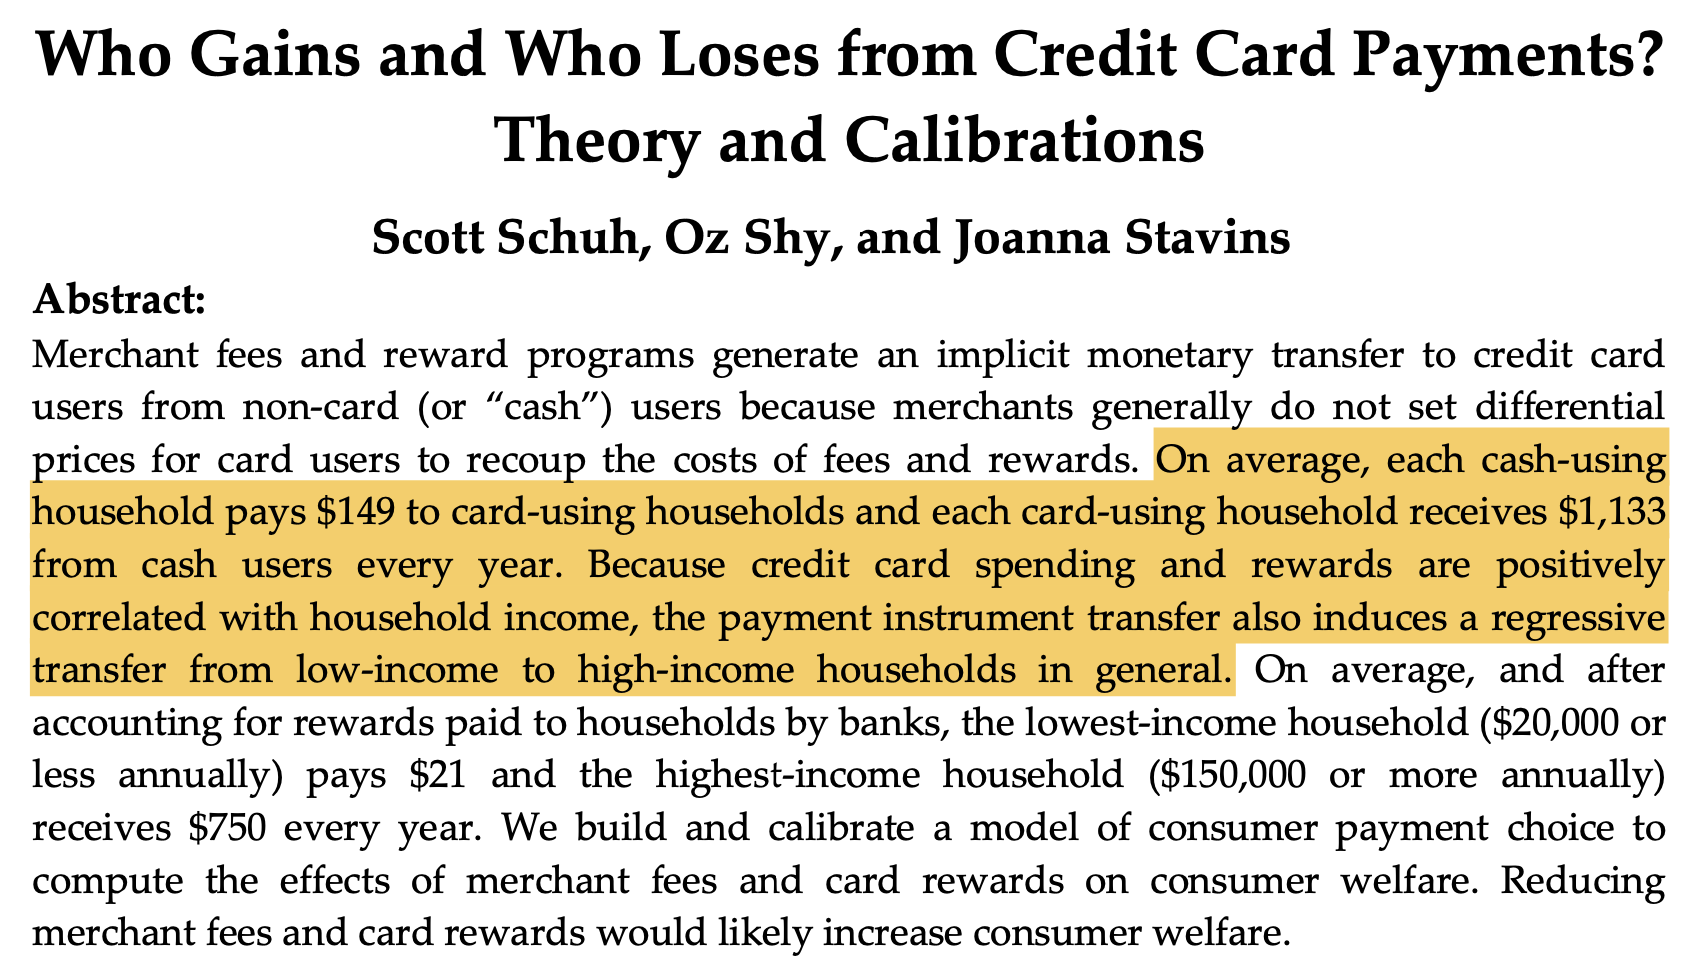 Who Gains and Who Loses from Credit Card Payments?
Theory and Calibrations
Scott Schuh, Oz Shy, and Joanna Stavins
Abstract:
Merchant fees and reward programs generate an implicit monetary transfer to credit card
users from non-card (or “cash”) users because merchants generally do not set differential
prices for card users to recoup the costs of fees and rewards. On average, each cash-using
household pays $149 to card-using households and each card-using household receives $1,133
from cash users every year. Because credit card spending and rewards are positively
correlated with household income, the payment instrument transfer also induces a regressive
transfer from low-income to high-income households in general. On average, and after
accounting for rewards paid to households by banks, the lowest-income household ($20,000 or
less annually) pays $21 and the highest-income household ($150,000 or more annually)
receives $750 every year. We build and calibrate a model of consumer payment choice to
compute the effects of merchant fees and card rewards on consumer welfare. Reducing
merchant fees and card rewards would likely increase consumer welfare.